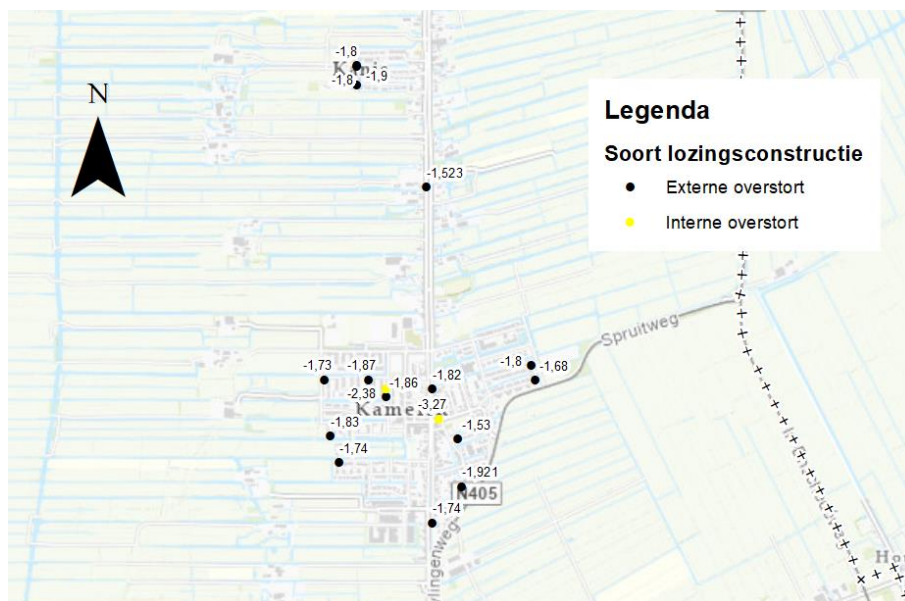 -1,8
-1,8
-1,9
N
Legenda
Soort lozingsconstructie
Externe overstort
Interne overstort
-1,523
Spruitweg
-1,8
-1,68
-1,73
-1,87
-1,86
-1,82
-2,38
-3,27
-1,83
-1,53
-1,74
-1,921
N405
-1,74